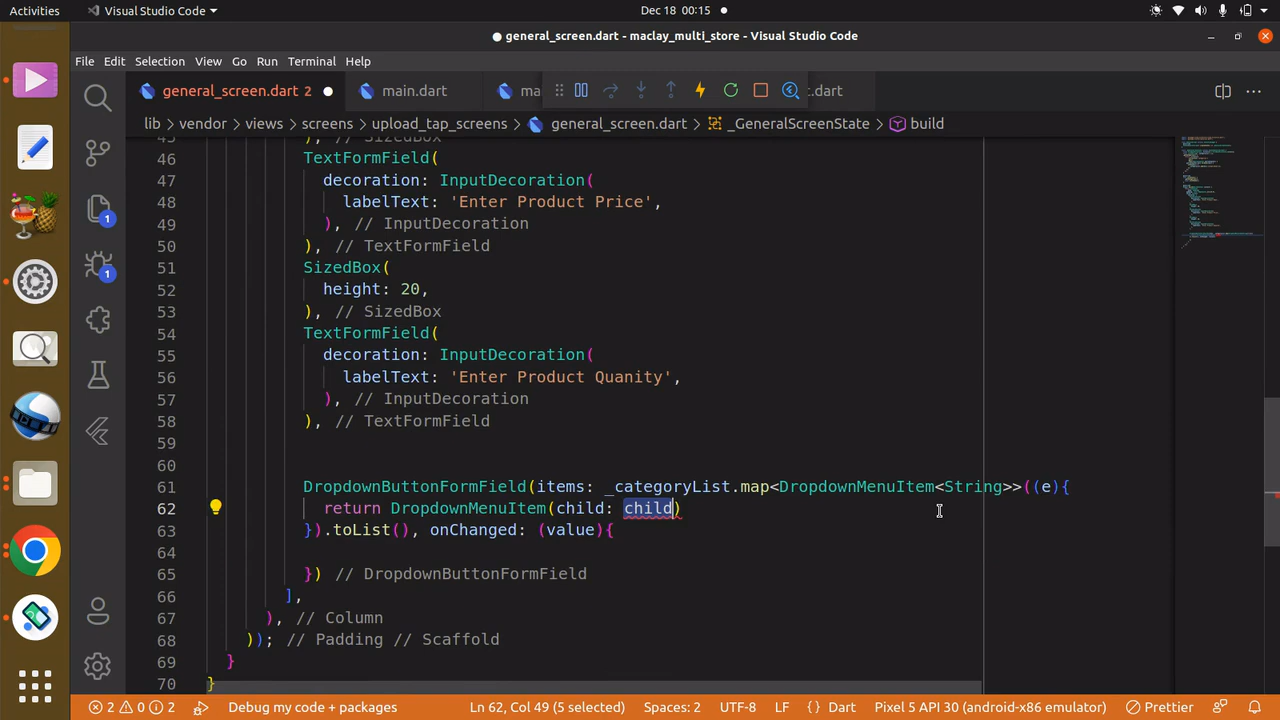 Activities
Visual Studio Code
Dec 18 00:15
general_screen.dart - maclay_multi_store - Visual Studio Code
File Edit Selection View Go Run Terminal Help
general_screen.dart 2
main.dart
ma
t.dart
lib > vendor > views > screens > upload_tap_screens > general_screen.dart > _GeneralScreenState > build
45 ), // SizedBox
46 TextFormField(
47 decoration: InputDecoration(
48 labelText: 'Enter Product Price',
49 ), // InputDecoration
50 ), // TextFormField
51 SizedBox(
52 height: 20,
53 ), // SizedBox
54 TextFormField(
55 decoration: InputDecoration(
56 labelText: 'Enter Product Quanity',
57 ), // InputDecoration
58 ), // TextFormField
59
60
61 DropdownButtonFormField(items: _categoryList.map<DropdownMenuItem<String>>((e){
62 return DropdownMenuItem(child: child)
63 }).toList(), onChanged: (value){
64
65 }) // DropdownButtonFormField
66 ],
67 ), // Column
68 )); // Padding // Scaffold
69 }
70 }
1
1
2 0 2
Debug my code + packages
Ln 62, Col 49 (5 selected)
Spaces: 2
UTF-8
LF
Dart
Pixel 5 API 30 (android-x86 emulator)
Prettier